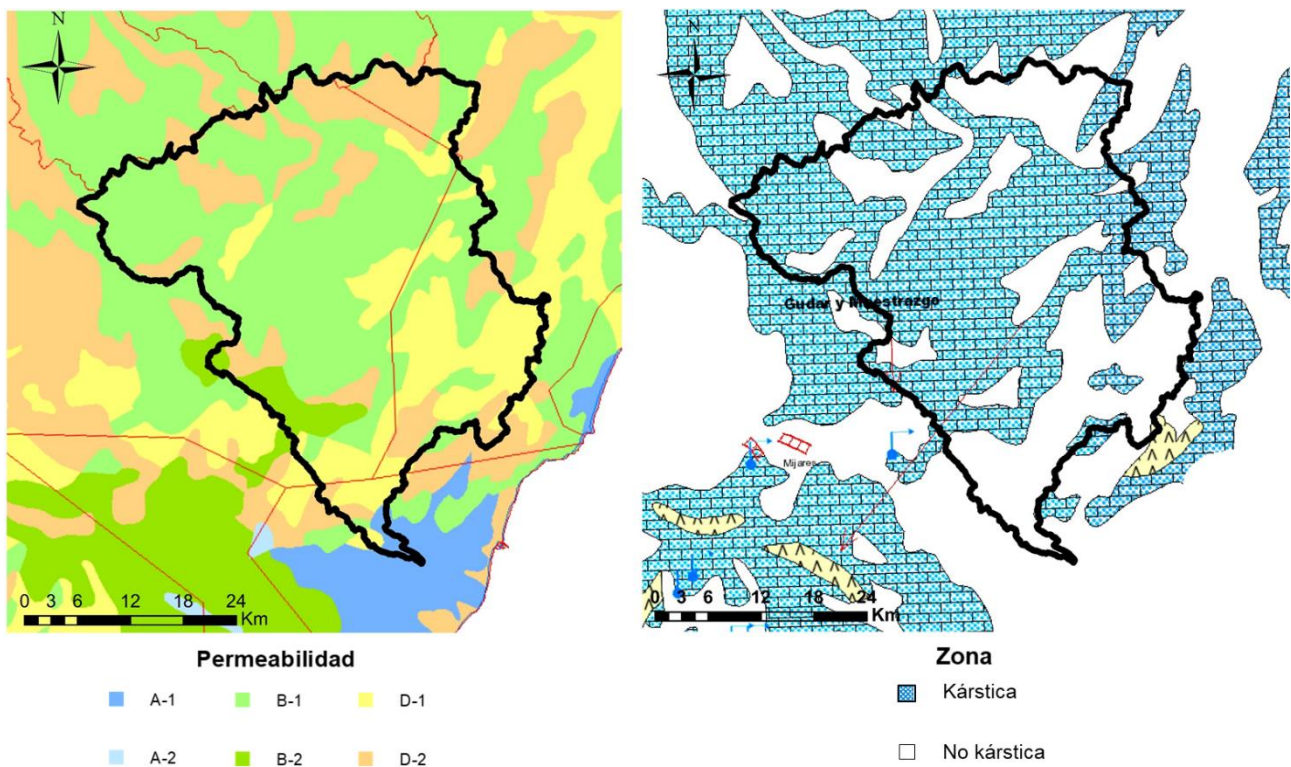 N
0 3 6 12 18 24
Km
Permeabilidad
A-1 B-1 D-1
A-2 B-2 D-2
N
Gudar y Maestrazgo
Mijares
0 3 6 12 18 24
Km
Zona
Kárstica
No kárstica